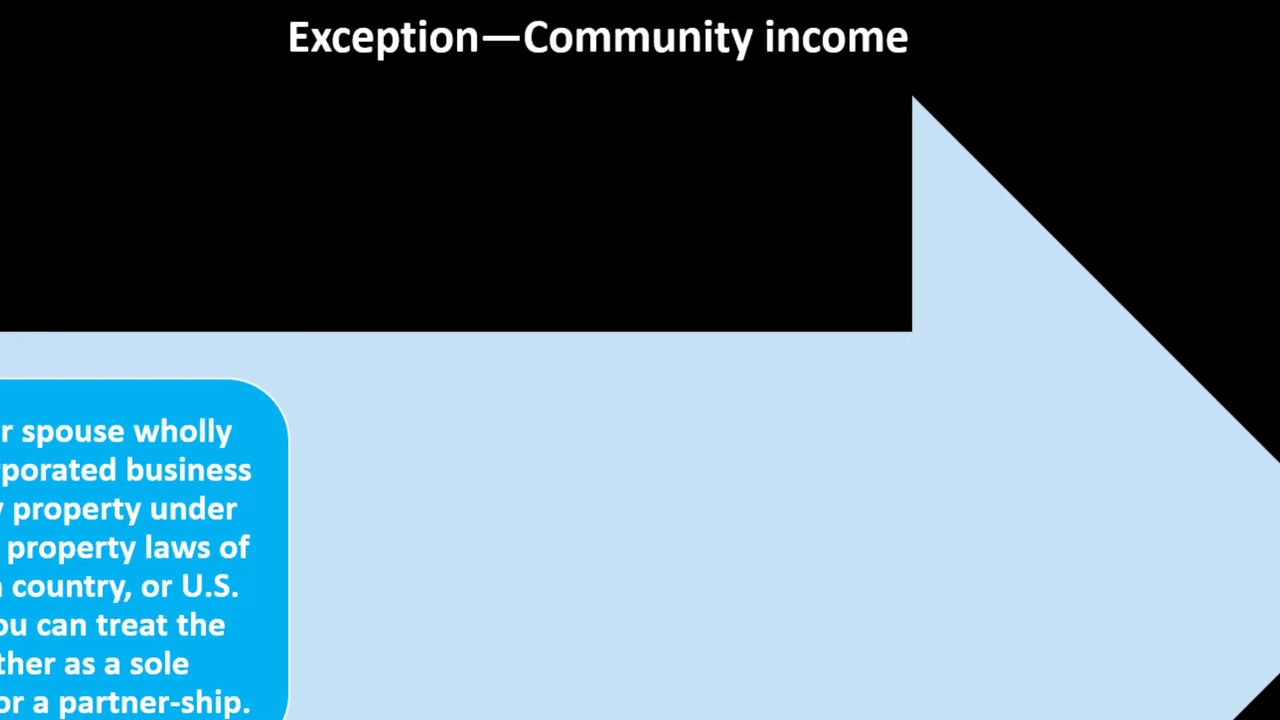 Exception—Community income
r spouse wholly
porated business
property under
property laws of
country, or U.S.
ou can treat the
ther as a sole
or a partner-ship.